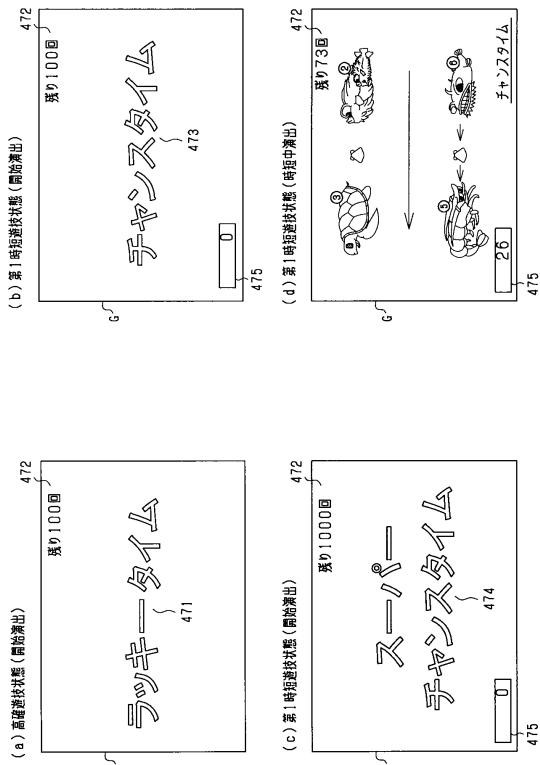 (a)高確遊技状態(開始演出)
472
残り100回
ラッキータイム
471
(b)第1時短遊技状態(開始演出)
472
残り100回
チャンスタイム
473
0
475
G
(c)第1時短遊技状態(開始演出)
472
残り1000回
スーパー
チャンスタイム
474
0
475
(d)第1時短遊技状態(時短中演出)
472
残り73回
3
2
8
5
6
26
チャンスタイム
475
G